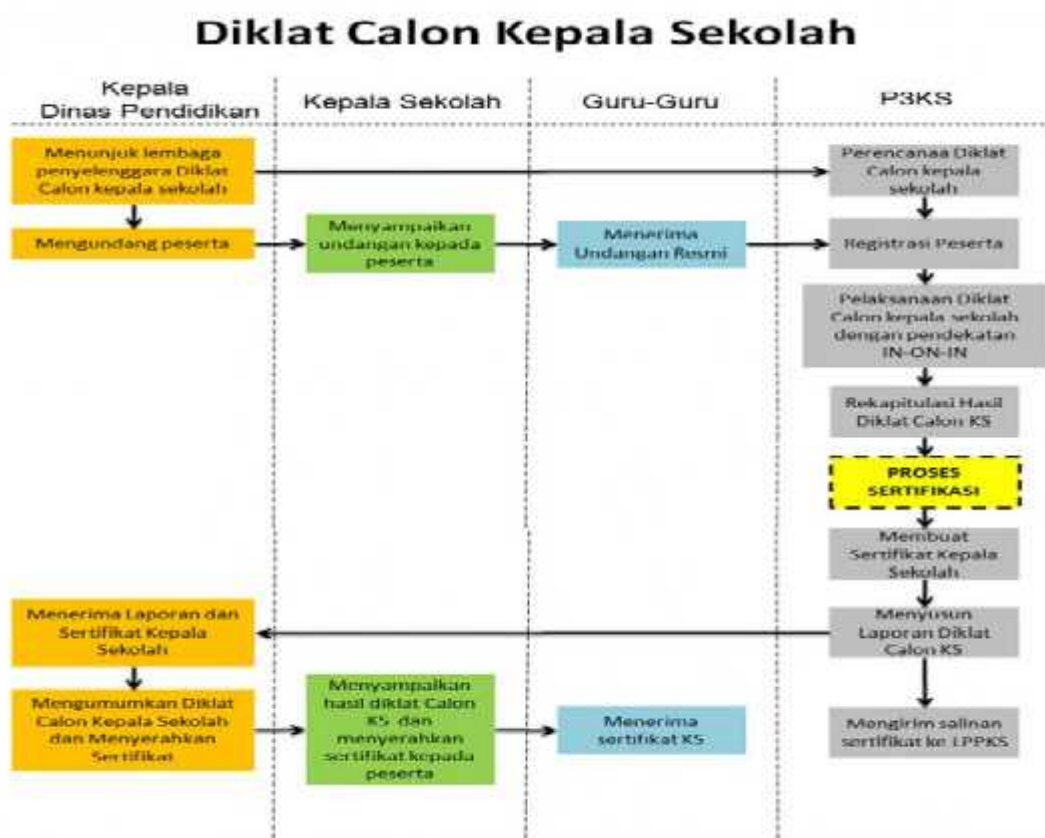 Diklat Calon Kepala Sekolah
Kepala
Dinas Pendidikan
Kepala Sekolah
Guru-Guru
P3KS
Menunjuk lembaga
penyelenggara Diklat
Calon kepala sekolah
Perencanaa Diklat
Calon kepala
sekolah
Mengundang peserta
Menyampaikan
undangan kepada
peserta
Menerima
Undangan Resmi
Registrasi Peserta
Pelaksanaan Diklat
Calon kepala sekolah
dengan pendekatan
IN-ON-IN
Rekapitulasi Hasil
Diklat Calon KS
PROSES
SERTIFIKASI
Membuat
Sertifikat Kepala
Sekolah
Menerima Laporan dan
Sertifikat Kepala
Sekolah
Menyusun
Laporan Diklat
Calon KS
Mengumumkan Diklat
Calon Kepala Sekolah
dan Menyerahkan
Sertifikat
Menyampaikan
hasil diklat Calon
KS dan
menyerahkan
sertifikat kepada
peserta
Menerima
sertifikat KS
Mengirim salinan
sertifikat ke LPPKS